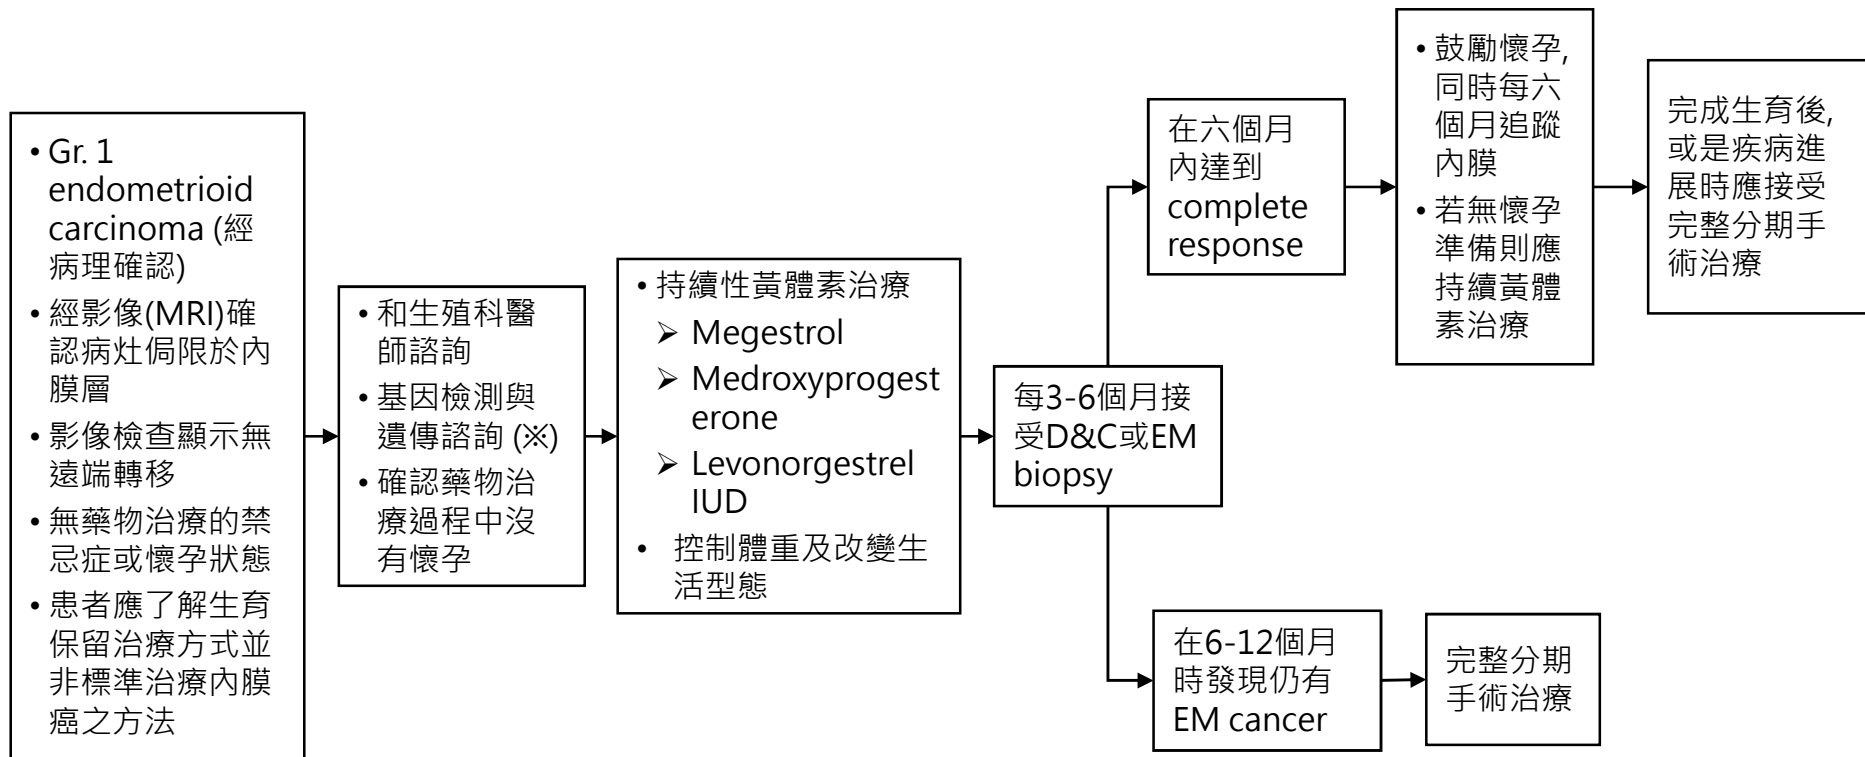 • Gr. 1
endometrioid
carcinoma (經
病理確認)
• 經影像(MRI)確
認病灶侷限於內
膜層
• 影像檢查顯示無
遠端轉移
• 無藥物治療的禁
忌症或懷孕狀態
• 患者應了解生育
保留治療方式並
非標準治療內膜
癌之方法
• 和生殖科醫
師諮詢
• 基因檢測與
遺傳諮詢 (※)
• 確認藥物治
療過程中沒
有懷孕
• 持續性黃體素治療
➢ Megestrol
➢ Medroxyprogest
erone
➢ Levonorgestrel
IUD
• 控制體重及改變生
活型態
每3-6個月接
受D&C或EM
biopsy
在六個月
內達到
complete
response
• 鼓勵懷孕,
同時每六
個月追蹤
內膜
• 若無懷孕
準備則應
持續黃體
素治療
完成生育後,
或是疾病進
展時應接受
完整分期手
術治療
在6-12個月
時發現仍有
EM cancer
完整分期
手術治療